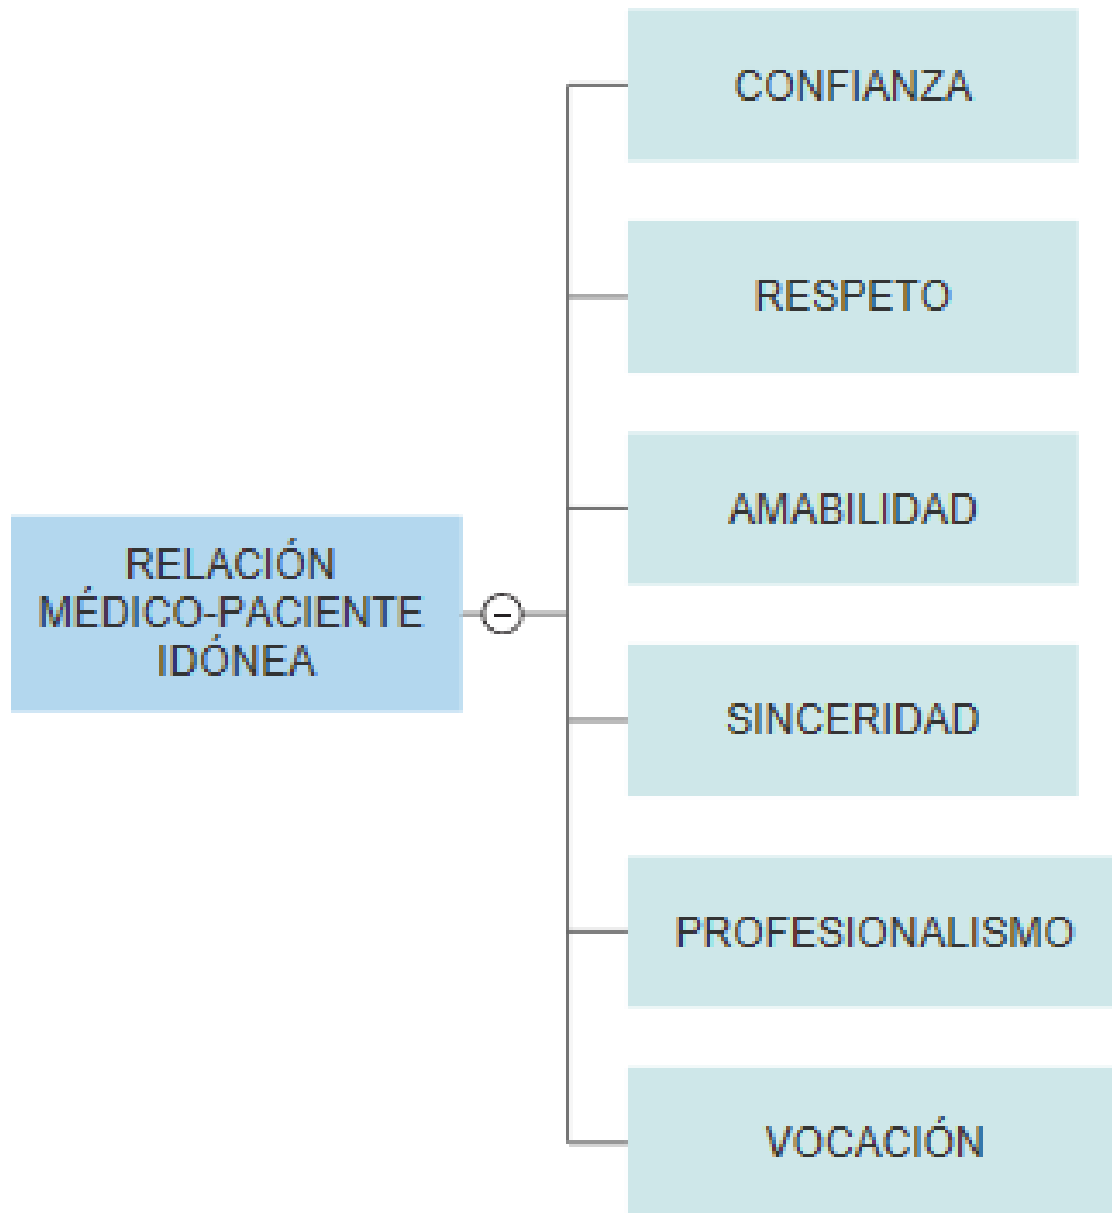 CONFIANZA
RESPETO
AMABILIDAD
RELACIÓN
MÉDICO-PACIENTE
IDÓNEA
SINCERIDAD
PROFESIONALISMO
VOCACIÓN